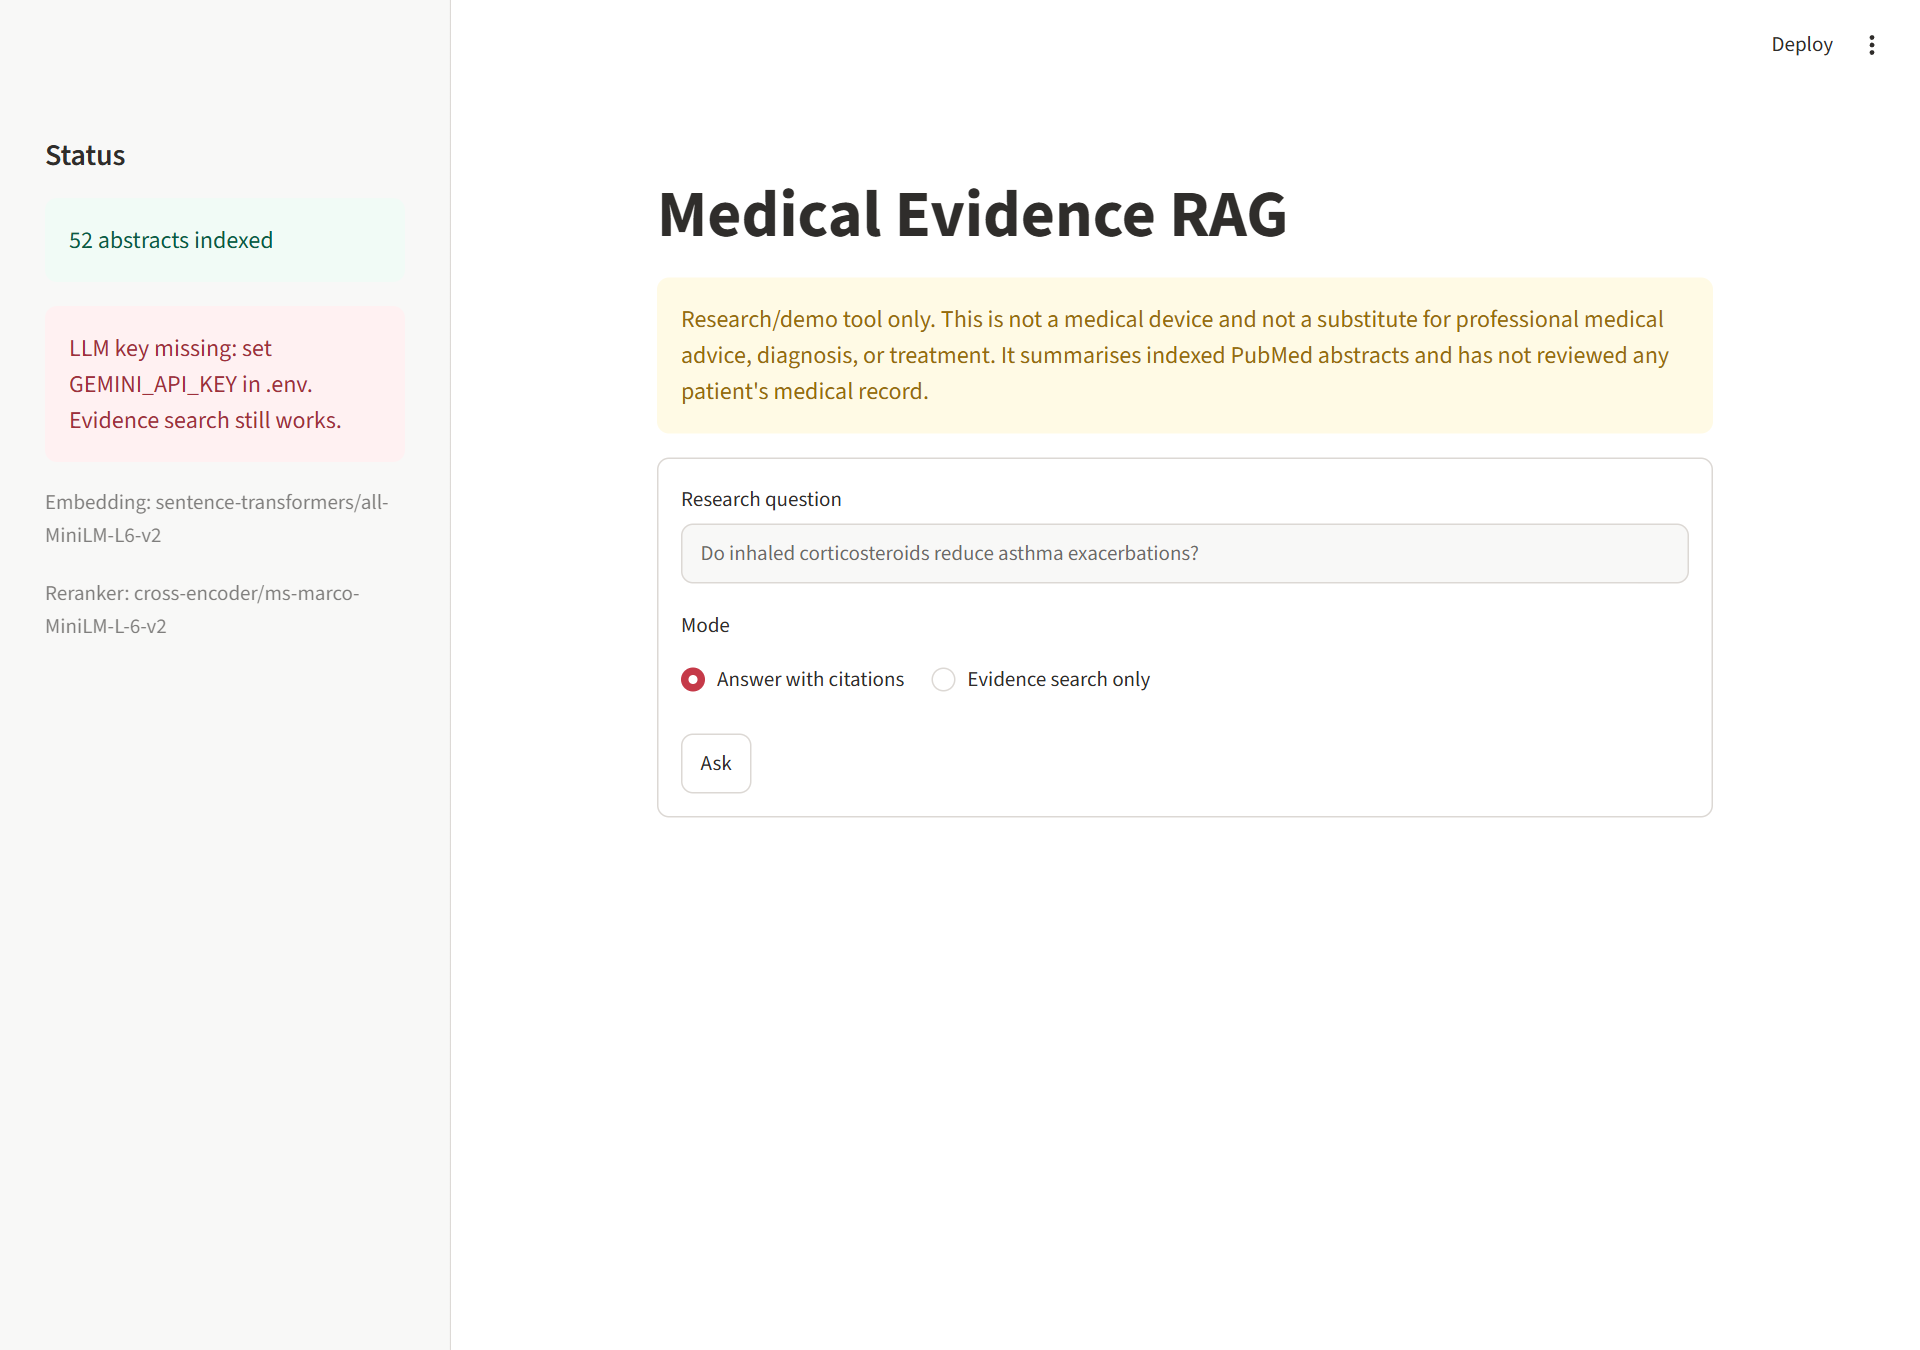 Deploy
Status
52 abstracts indexed
LLM key missing: set
GEMINI_API_KEY in .env.
Evidence search still works.
Embedding: sentence-transformers/all-
MiniLM-L6-v2
Reranker: cross-encoder/ms-marco-
MiniLM-L-6-v2
Medical Evidence RAG
Research/demo tool only. This is not a medical device and not a substitute for professional medical
advice, diagnosis, or treatment. It summarises indexed PubMed abstracts and has not reviewed any
patient's medical record.
Research question
Do inhaled corticosteroids reduce asthma exacerbations?
Mode
Answer with citations
Evidence search only
Ask